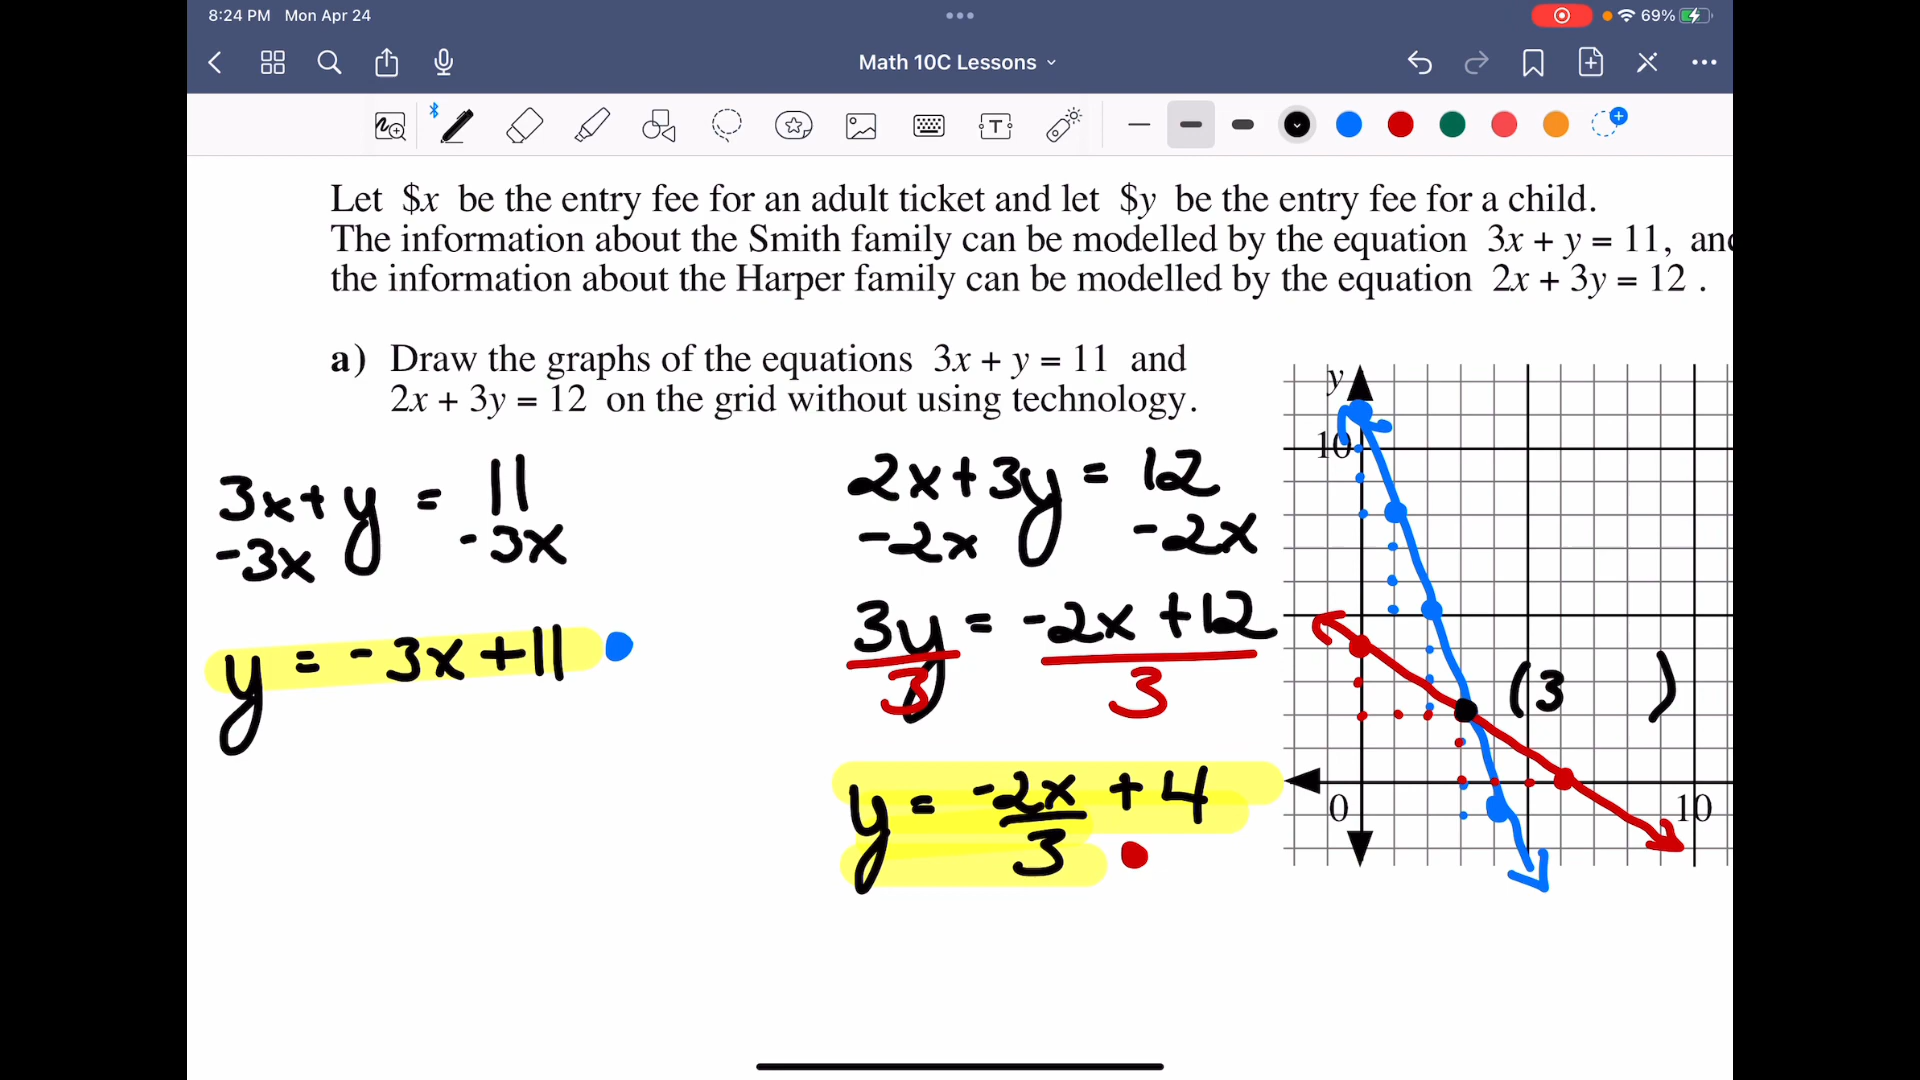 8:24 PM Mon Apr 24
69%
Math 10C Lessons
T
Let $x be the entry fee for an adult ticket and let $y be the entry fee for a child.
The information about the Smith family can be modelled by the equation 3x + y = 11, and
the information about the Harper family can be modelled by the equation 2x + 3y = 12 .
a) Draw the graphs of the equations 3x + y = 11 and
2x + 3y = 12 on the grid without using technology.
3x+y = 11
-3x -3x
y = -3x+11
2x+3y = 12
-2x -2x
3y = -2x +12
3 3
y = -2x + 4
3
y
10
(3 )
0
10